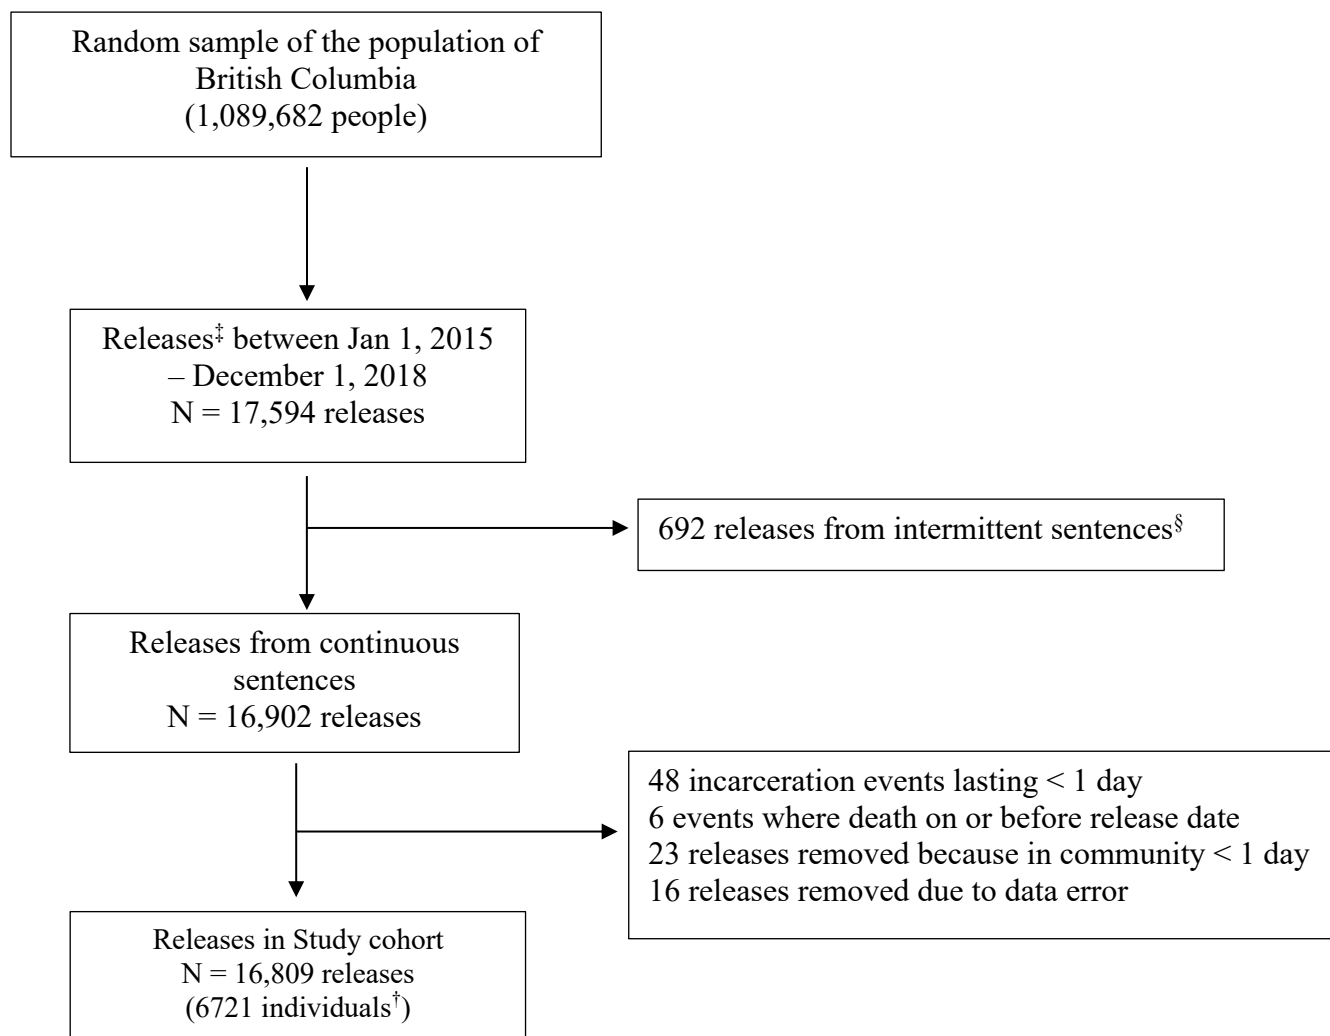 Random sample of the population of
British Columbia
(1,089,682 people)
Releases‡ between Jan 1, 2015
– December 1, 2018
N = 17,594 releases
692 releases from intermittent sentences§
Releases from continuous
sentences
N = 16,902 releases
48 incarceration events lasting < 1 day
6 events where death on or before release date
23 releases removed because in community < 1 day
16 releases removed due to data error
Releases in Study cohort
N = 16,809 releases
(6721 individuals†)